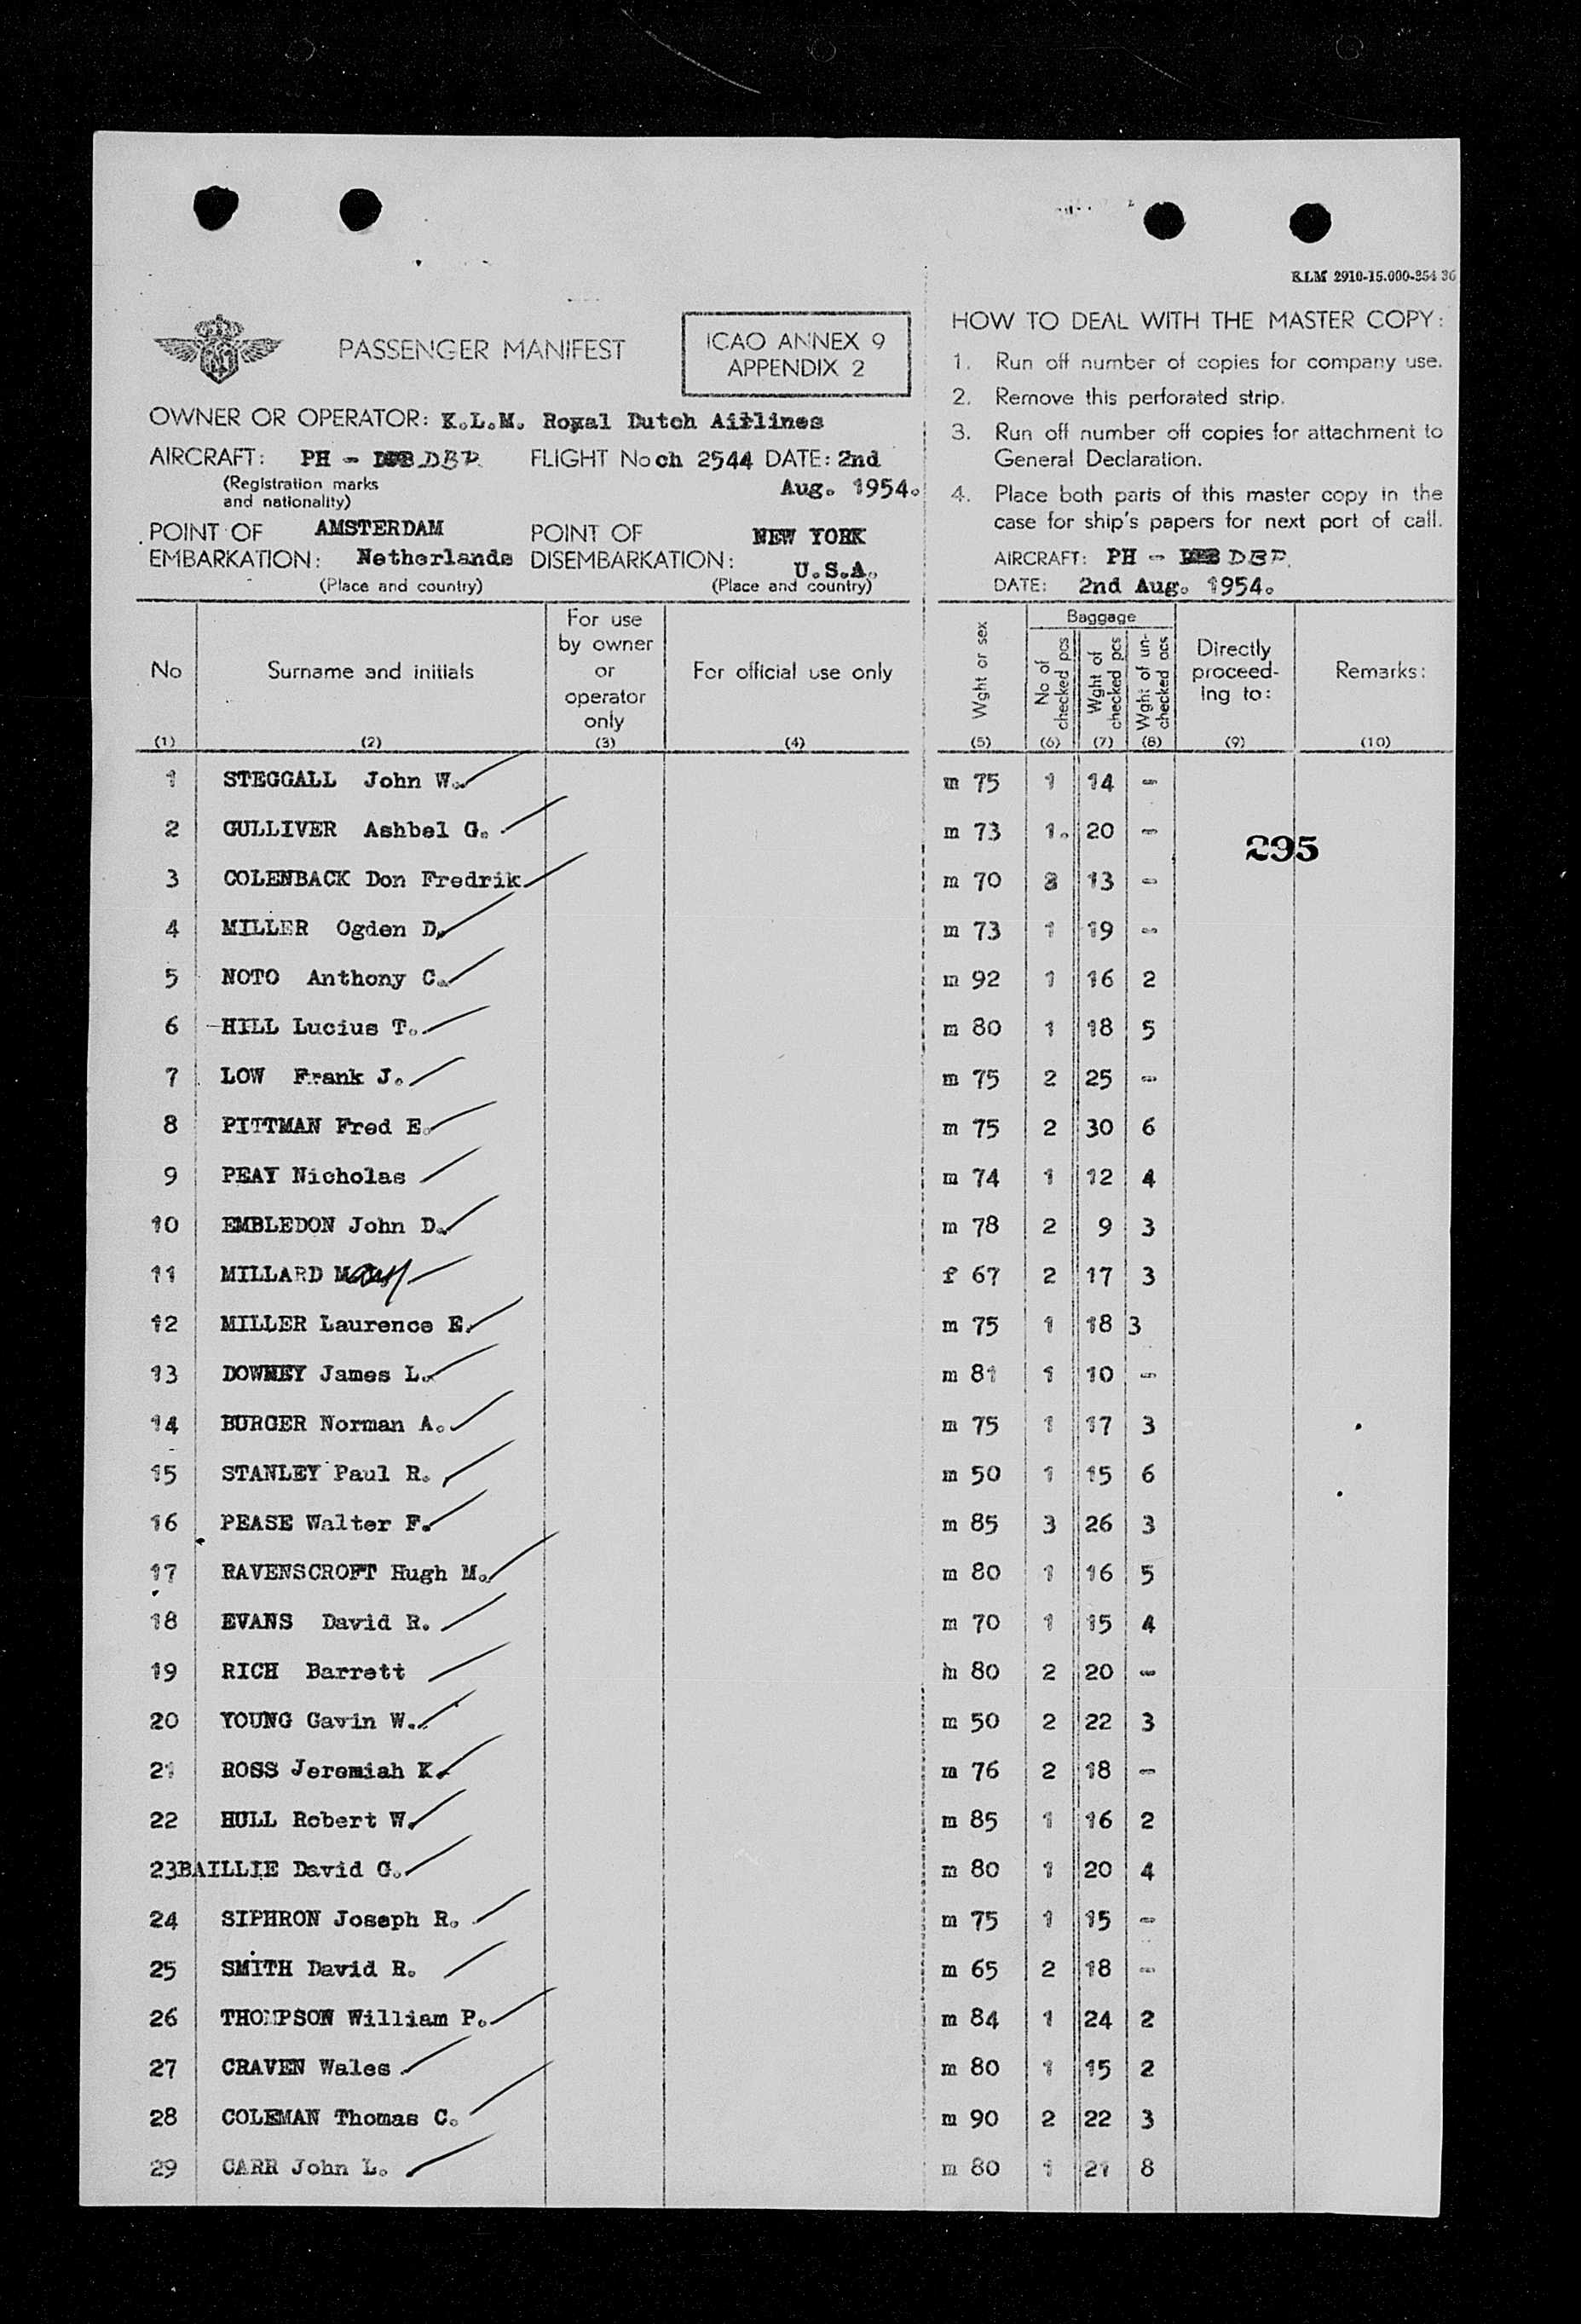 KLM 2910-15.000-354 36
PASSENGER MANIFEST
ICAO ANNEX 9
APPENDIX 2
OWNER OR OPERATOR: K.L.M. Royal Dutch Airlines
AIRCRAFT: PH - DBP. FLIGHT No ch 2544 DATE: 2nd
(Registration marks
and nationality)
Aug. 1954.
POINT OF AMSTERDAM POINT OF NEW YORK
EMBARKATION: Netherlands DISEMBARKATION: U.S.A.
(Place and country) (Place and country)
HOW TO DEAL WITH THE MASTER COPY:
1. Run off number of copies for company use.
2. Remove this perforated strip.
3. Run off number off copies for attachment to
General Declaration.
4. Place both parts of this master copy in the
case for ship's papers for next port of call.
AIRCRAFT: PH - DBP.
DATE: 2nd Aug. 1954.
No
Surname and initials
For use
by owner
or
operator
only
For official use only
Wght or sex
Baggage
No of
checked pcs
Wght of
checked pcs
Wght of un-
checked pcs
Directly
proceed-
ing to:
Remarks:
(1) (2) (3) (4) (5) (6) (7) (8) (9) (10)
1 STEGGALL John W. m 75 1 14 -
2 GULLIVER Ashbel G. m 73 1. 20 -
295
3 COLENBACK Don Fredrik m 70 13 -
4 MILLER Ogden D. m 73 1 19 -
5 NOTO Anthony C. m 92 1 16 2
6 HILL Lucius T. m 80 1 18 5
7 LOW Frank J. m 75 2 25 -
8 PITTMAN Fred E. m 75 2 30 6
9 PEAY Nicholas m 74 1 12 4
10 EMBLEDON John D. m 78 2 9 3
11 MILLARD Mary f 67 2 17 3
12 MILLER Laurence E. m 75 1 18 3
13 DOWNEY James L. m 81 1 10 -
14 BURGER Norman A. m 75 1 17 3
15 STANLEY Paul R. m 50 1 15 6
16 PEASE Walter F. m 85 3 26 3
17 RAVENSCROFT Hugh M. m 80 1 16 5
18 EVANS David R. m 70 1 15 4
19 RICH Barrett m 80 2 20 -
20 YOUNG Gavin W. m 50 2 22 3
21 ROSS Jeremiah K. m 76 2 18 -
22 HULL Robert W. m 85 1 16 2
23 BAILLIE David G. m 80 1 20 4
24 SIPHRON Joseph R. m 75 1 15 -
25 SMITH David R. m 65 2 18 -
26 THOMPSON William P. m 84 1 24 2
27 CRAVEN Wales m 80 1 15 2
28 COLEMAN Thomas C. m 90 2 22 3
29 CARR John L. m 80 1 21 8